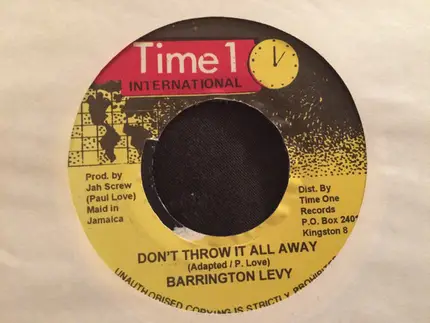 Time 1
INTERNATIONAL
Prod. by
Jah Screw
(Paul Love)
Maid in
Jamaica
Dist. By
Time One
Records
P.O. Box 2401
Kingston 8
DON'T THROW IT ALL AWAY
(Adapted / P. Love)
BARRINGTON LEVY
UNAUTHORISED COPYING IS STRICTLY PROHIBITED